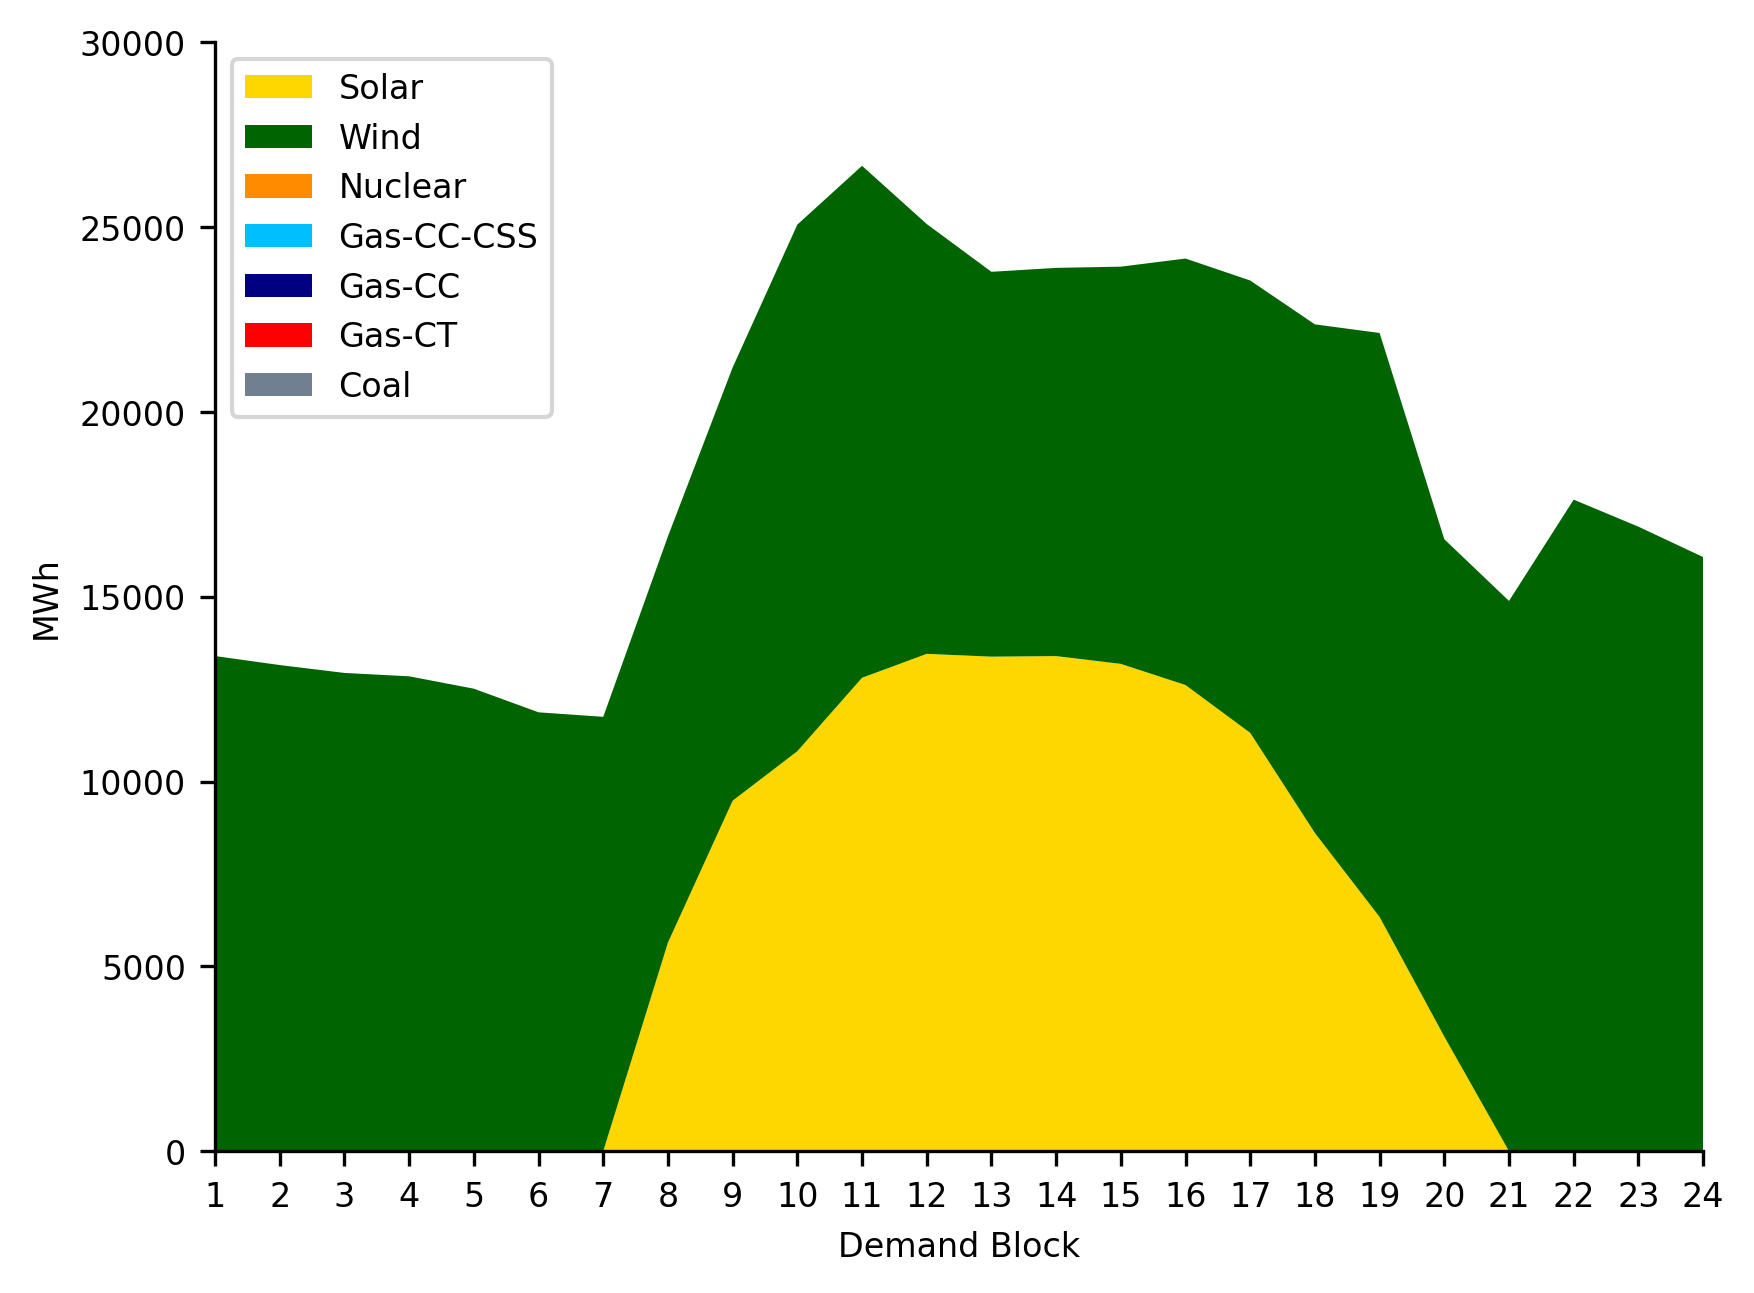 30000
25000
20000
15000
10000
5000
0
MWh
Solar
Wind
Nuclear
Gas-CC-CSS
Gas-CC
Gas-CT
Coal
1 2 3 4 5 6 7 8 9 10 11 12 13 14 15 16 17 18 19 20 21 22 23 24
Demand Block